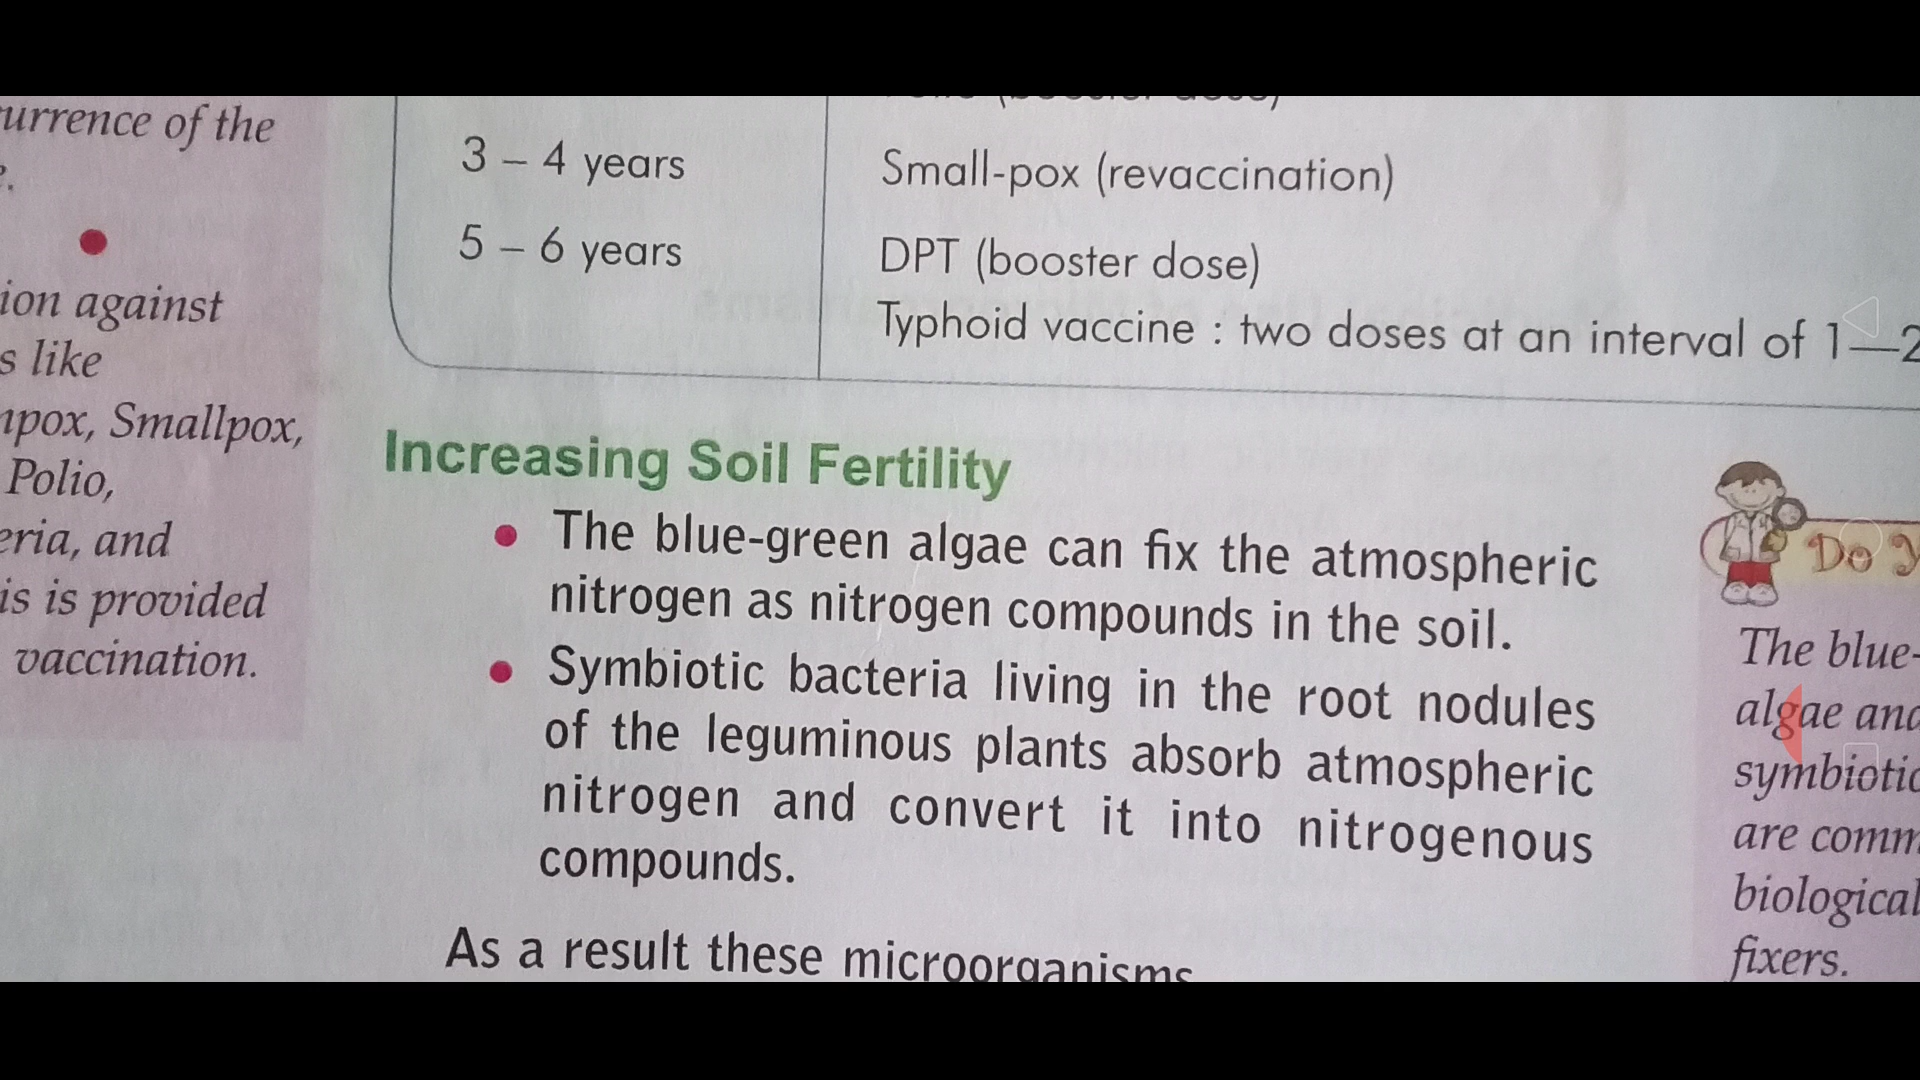 urrence of the
ion against
s like
pox, Smallpox,
Polio,
eria, and
is is provided
vaccination.
3 – 4 years
Small-pox (revaccination)
5 – 6 years
DPT (booster dose)
Typhoid vaccine : two doses at an interval of 1—2
Increasing Soil Fertility
• The blue-green algae can fix the atmospheric
nitrogen as nitrogen compounds in the soil.
• Symbiotic bacteria living in the root nodules
of the leguminous plants absorb atmospheric
nitrogen and convert it into nitrogenous
compounds.
As a result these microorganisms
Do Y
The blue-
algae and
symbiotic
are comm
biological
fixers.